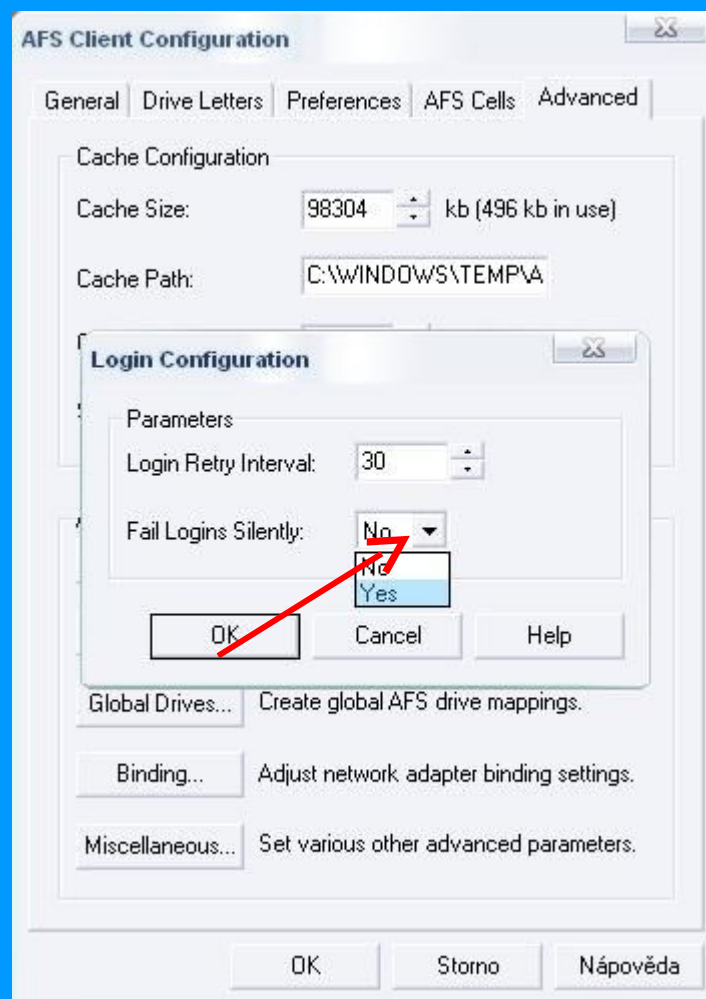 AFS Client Configuration
General Drive Letters Preferences AFS Cells Advanced
Cache Configuration
Cache Size: 98304 kb (496 kb in use)
Cache Path: C:\WINDOWS\TEMP\A
Login Configuration
Parameters
Login Retry Interval: 30
Fail Logins Silently: No
No
Yes
OK Cancel Help
Global Drives... Create global AFS drive mappings.
Binding... Adjust network adapter binding settings.
Miscellaneous... Set various other advanced parameters.
OK Storno Nápověda